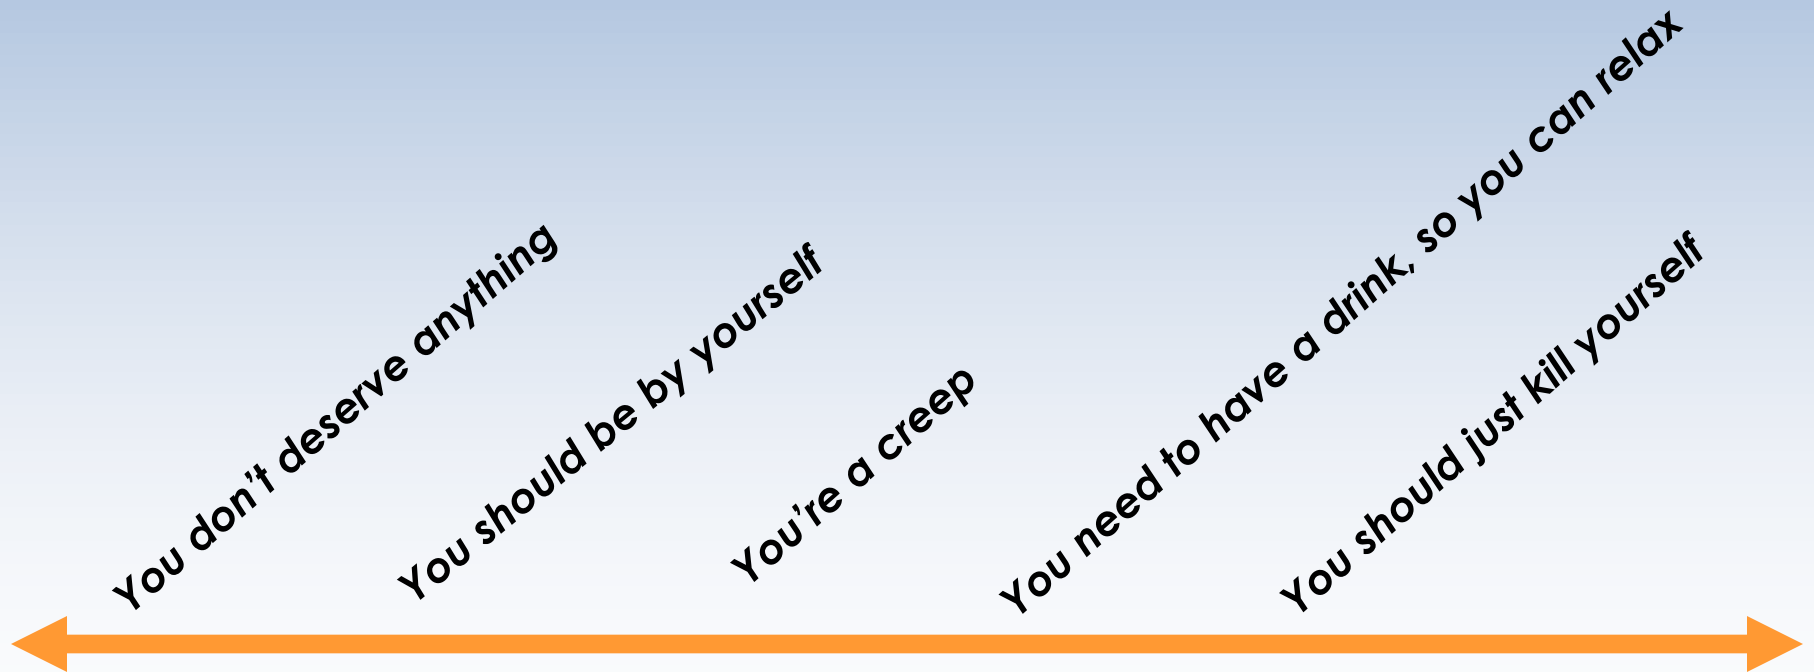 You don't deserve anything
You should be by yourself
You're a creep
You need to have a drink, so you can relax
You should just kill yourself